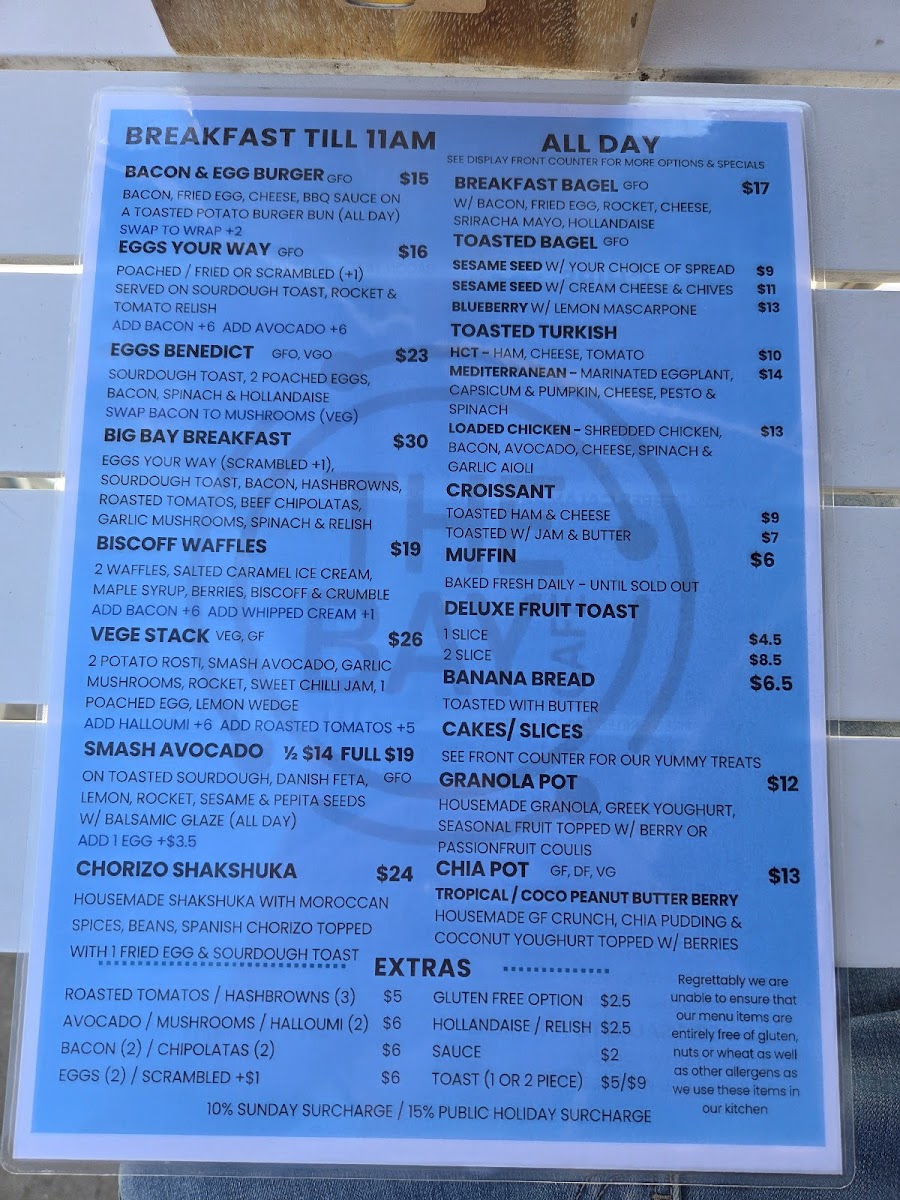 BREAKFAST TILL 11AM
BACON & EGG BURGER GFO $15
BACON, FRIED EGG, CHEESE, BBQ SAUCE ON
A TOASTED POTATO BURGER BUN (ALL DAY)
SWAP TO WRAP +2
EGGS YOUR WAY GFO $16
POACHED / FRIED OR SCRAMBLED (+1)
SERVED ON SOURDOUGH TOAST, ROCKET &
TOMATO RELISH
ADD BACON +6 ADD AVOCADO +6
EGGS BENEDICT GFO, VGO $23
SOURDOUGH TOAST, 2 POACHED EGGS,
BACON, SPINACH & HOLLANDAISE
SWAP BACON TO MUSHROOMS (VEG)
BIG BAY BREAKFAST $30
EGGS YOUR WAY (SCRAMBLED +1),
SOURDOUGH TOAST, BACON, HASHBROWNS,
ROASTED TOMATOS, BEEF CHIPOLATAS,
GARLIC MUSHROOMS, SPINACH & RELISH
BISCOFF WAFFLES $19
2 WAFFLES, SALTED CARAMEL ICE CREAM,
MAPLE SYRUP, BERRIES, BISCOFF & CRUMBLE
ADD BACON +6 ADD WHIPPED CREAM +1
VEGE STACK VEG, GF $26
2 POTATO ROSTI, SMASH AVOCADO, GARLIC
MUSHROOMS, ROCKET, SWEET CHILLI JAM, 1
POACHED EGG, LEMON WEDGE
ADD HALLOUMI +6 ADD ROASTED TOMATOS +5
SMASH AVOCADO ½ $14 FULL $19
ON TOASTED SOURDOUGH, DANISH FETA, GFO
LEMON, ROCKET, SESAME & PEPITA SEEDS
W/ BALSAMIC GLAZE (ALL DAY)
ADD 1 EGG +$3.5
CHORIZO SHAKSHUKA $24
HOUSEMADE SHAKSHUKA WITH MOROCCAN
SPICES, BEANS, SPANISH CHORIZO TOPPED
WITH 1 FRIED EGG & SOURDOUGH TOAST
ALL DAY
SEE DISPLAY FRONT COUNTER FOR MORE OPTIONS & SPECIALS
BREAKFAST BAGEL GFO $17
W/ BACON, FRIED EGG, ROCKET, CHEESE,
SRIRACHA MAYO, HOLLANDAISE
TOASTED BAGEL GFO
SESAME SEED W/ YOUR CHOICE OF SPREAD $9
SESAME SEED W/ CREAM CHEESE & CHIVES $11
BLUEBERRY W/ LEMON MASCARPONE $13
TOASTED TURKISH
HCT - HAM, CHEESE, TOMATO $10
MEDITERRANEAN - MARINATED EGGPLANT, $14
CAPSICUM & PUMPKIN, CHEESE, PESTO &
SPINACH
LOADED CHICKEN - SHREDDED CHICKEN, $13
BACON, AVOCADO, CHEESE, SPINACH &
GARLIC AIOLI
CROISSANT
TOASTED HAM & CHEESE $9
TOASTED W/ JAM & BUTTER $7
MUFFIN $6
BAKED FRESH DAILY - UNTIL SOLD OUT
DELUXE FRUIT TOAST
1 SLICE $4.5
2 SLICE $8.5
BANANA BREAD $6.5
TOASTED WITH BUTTER
CAKES/ SLICES
SEE FRONT COUNTER FOR OUR YUMMY TREATS
GRANOLA POT $12
HOUSEMADE GRANOLA, GREEK YOUGHURT,
SEASONAL FRUIT TOPPED W/ BERRY OR
PASSIONFRUIT COULIS
CHIA POT GF, DF, VG $13
TROPICAL / COCO PEANUT BUTTER BERRY
HOUSEMADE GF CRUNCH, CHIA PUDDING &
COCONUT YOUGHURT TOPPED W/ BERRIES
THE
BAY
EXTRAS
ROASTED TOMATOS / HASHBROWNS (3) $5
AVOCADO / MUSHROOMS / HALLOUMI (2) $6
BACON (2) / CHIPOLATAS (2) $6
EGGS (2) / SCRAMBLED +$1 $6
GLUTEN FREE OPTION $2.5
HOLLANDAISE / RELISH $2.5
SAUCE $2
TOAST (1 OR 2 PIECE) $5/$9
Regrettably we are
unable to ensure that
our menu items are
entirely free of gluten,
nuts or wheat as well
as other allergens as
we use these items in
our kitchen
10% SUNDAY SURCHARGE / 15% PUBLIC HOLIDAY SURCHARGE